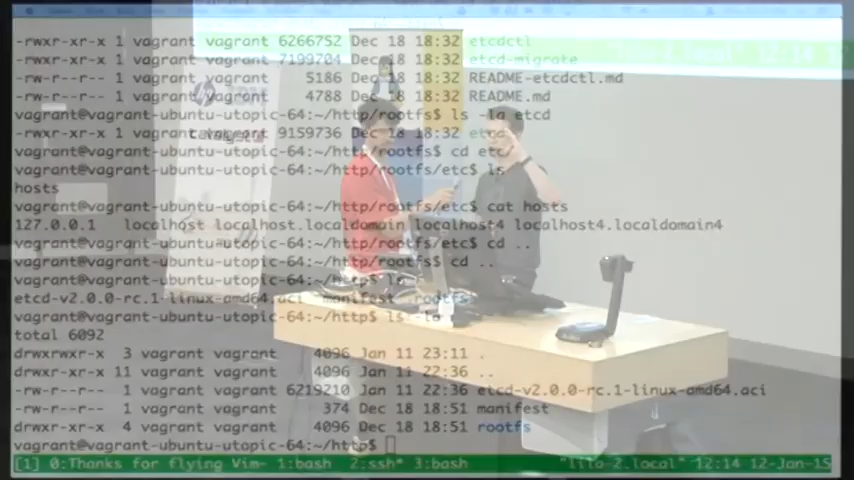 -rwxr-xr-x 1 vagrant vagrant 6266752 Dec 18 18:32 etcdctl
-rwxr-xr-x 1 vagrant vagrant 7199704 Dec 18 18:32 etcd-migrate
-rw-r--r-- 1 vagrant vagrant 5186 Dec 18 18:32 README-etcdctl.md
-rw-r--r-- 1 vagrant vagrant 4788 Dec 18 18:32 README.md
vagrant@vagrant-ubuntu-utopic-64:~/http/rootfs$ ls -la etcd
-rwxr-xr-x 1 vagrant vagrant 9159736 Dec 18 18:32 etcd
vagrant@vagrant-ubuntu-utopic-64:~/http/rootfs$ cd etc/
vagrant@vagrant-ubuntu-utopic-64:~/http/rootfs/etc$ ls
hosts
vagrant@vagrant-ubuntu-utopic-64:~/http/rootfs/etc$ cat hosts
127.0.0.1 localhost localhost.localdomain localhost4 localhost4.localdomain4
vagrant@vagrant-ubuntu-utopic-64:~/http/rootfs/etc$ cd ..
vagrant@vagrant-ubuntu-utopic-64:~/http/rootfs$ cd ..
vagrant@vagrant-ubuntu-utopic-64:~/http$ ls
etcd-v2.0.0-rc.1-linux-amd64.aci manifest rootfs
vagrant@vagrant-ubuntu-utopic-64:~/http$ ls -la
total 6092
drwxrwxr-x 3 vagrant vagrant 4096 Jan 11 23:11 .
drwxr-xr-x 11 vagrant vagrant 4096 Jan 11 22:36 ..
-rw-r--r-- 1 vagrant vagrant 6219210 Jan 11 22:36 etcd-v2.0.0-rc.1-linux-amd64.aci
-rw-r--r-- 1 vagrant vagrant 374 Dec 18 18:51 manifest
drwxr-xr-x 4 vagrant vagrant 4096 Dec 18 18:51 rootfs
vagrant@vagrant-ubuntu-utopic-64:~/http$
[1] 0:Thanks for flying Vim- 1:bash 2:ssh* 3:bash "lilo-2.local" 12:14 12-Jan-15